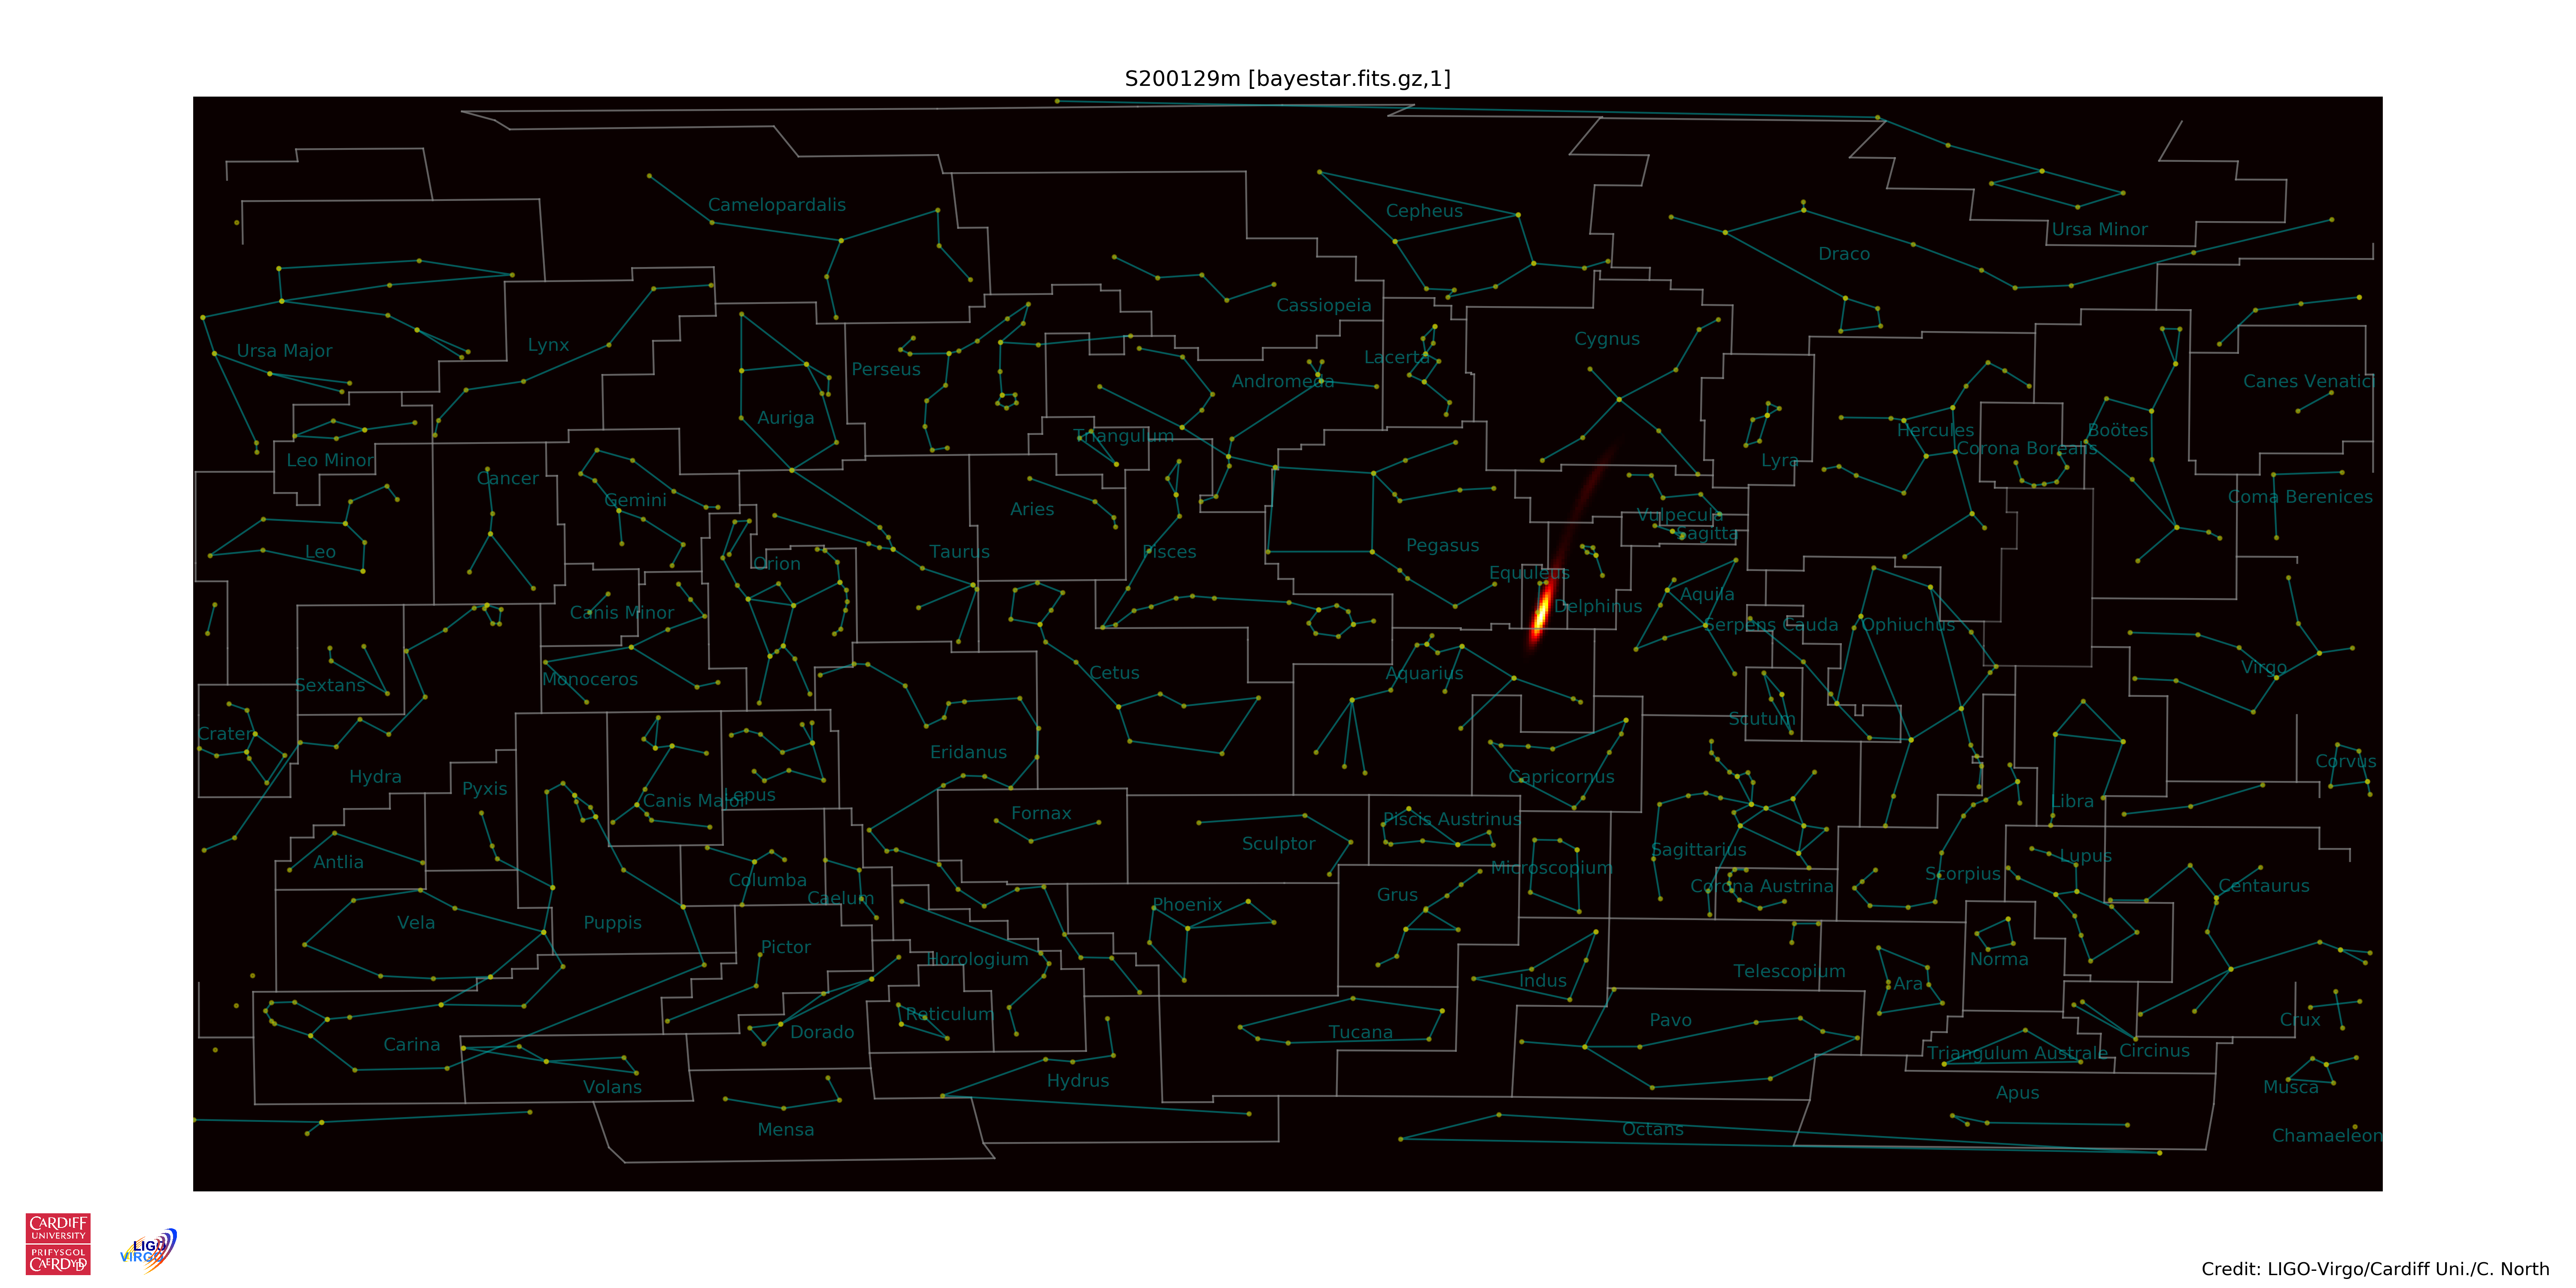 S200129m [bayestar.fits.gz,1]
Camelopardalis
Cepheus
Ursa Minor
Draco
Cassiopeia
Cygnus
Ursa Major
Lynx
Lacerta
Perseus
Andromeda
Canes Venatici
Auriga
Triangulum
Hercules
Boötes
Corona Borealis
Leo Minor
Lyra
Cancer
Gemini
Coma Berenices
Aries
Vulpecula
Sagitta
Leo
Taurus
Pisces
Pegasus
Orion
Equuleus
Aquila
Canis Minor
Delphinus
Serpens Cauda
Ophiuchus
Virgo
Cetus
Aquarius
Monoceros
Sextans
Scutum
Crater
Eridanus
Corvus
Hydra
Capricornus
Pyxis
Canis Major
Lepus
Libra
Fornax
Piscis Austrinus
Sculptor
Sagittarius
Lupus
Antlia
Microscopium
Scorpius
Columba
Corona Austrina
Centaurus
Grus
Caelum
Phoenix
Vela
Puppis
Pictor
Horologium
Norma
Telescopium
Indus
Ara
Reticulum
Pavo
Crux
Dorado
Tucana
Carina
Circinus
Triangulum Australe
Hydrus
Volans
Musca
Apus
Mensa
Octans
Chamaeleon
CARDIFF
UNIVERSITY
PRIFYSGOL
CAERDYDD
LIGO
VIRGO
Credit: LIGO-Virgo/Cardiff Uni./C. North